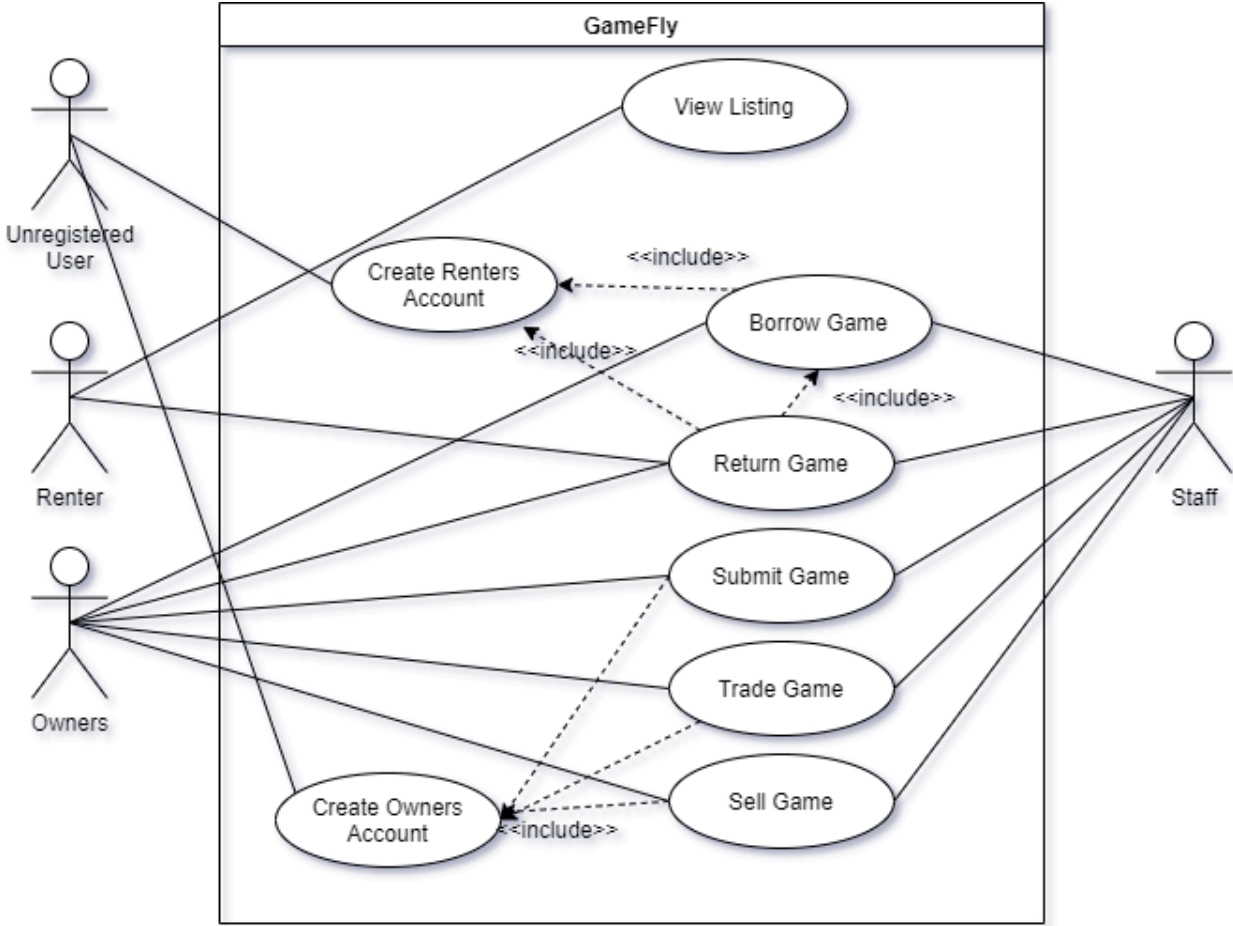 GameFly
View Listing
Unregistered
User
Create Renters
Account
<<include>>
Borrow Game
<<include>>
<<include>>
Return Game
Renter
Staff
Submit Game
Trade Game
Owners
Sell Game
Create Owners
Account
<<include>>